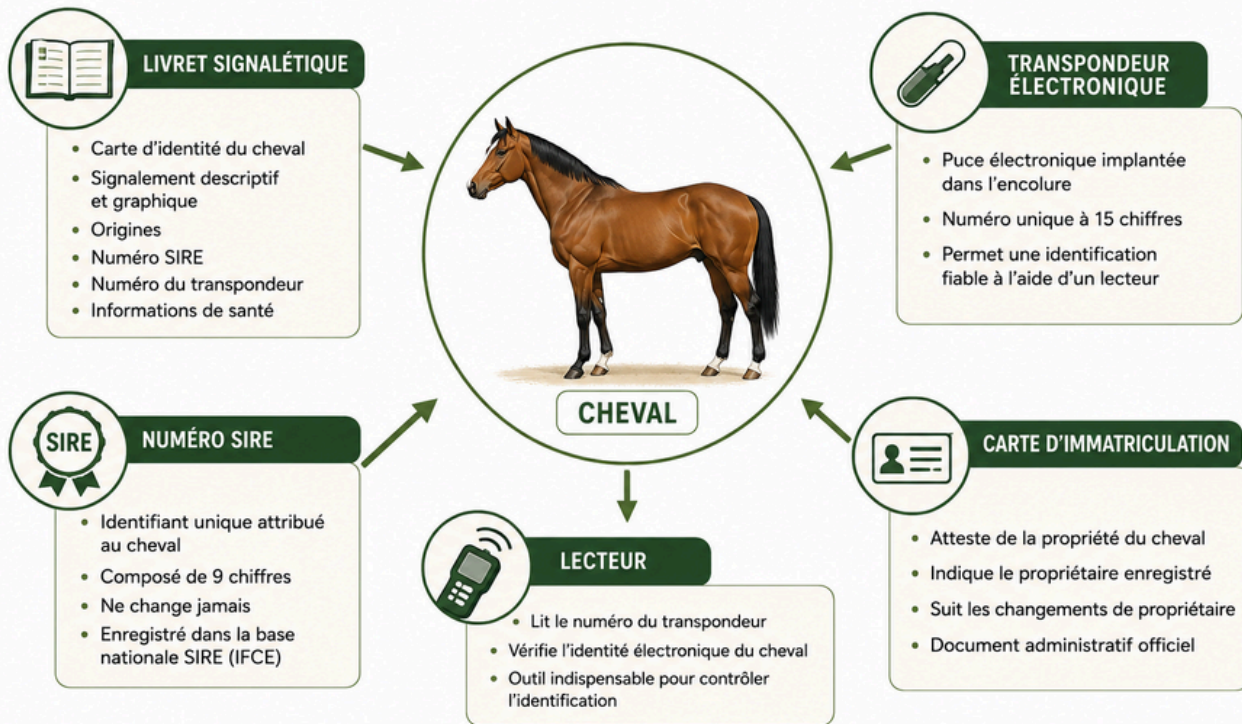 LIVRET SIGNALÉTIQUE
• Carte d'identité du cheval
• Signalement descriptif
et graphique
• Origines
• Numéro SIRE
• Numéro du transpondeur
• Informations de santé
TRANSPONDEUR
ÉLECTRONIQUE
• Puce électronique implantée
dans l'encolure
• Numéro unique à 15 chiffres
• Permet une identification
fiable à l'aide d'un lecteur
CHEVAL
SIRE
NUMÉRO SIRE
• Identifiant unique attribué
au cheval
• Composé de 9 chiffres
• Ne change jamais
• Enregistré dans la base
nationale SIRE (IFCE)
LECTEUR
• Lit le numéro du transpondeur
• Vérifie l'identité électronique du cheval
• Outil indispensable pour contrôler
l'identification
CARTE D'IMMATRICULATION
• Atteste de la propriété du cheval
• Indique le propriétaire enregistré
• Suit les changements de propriétaire
• Document administratif officiel